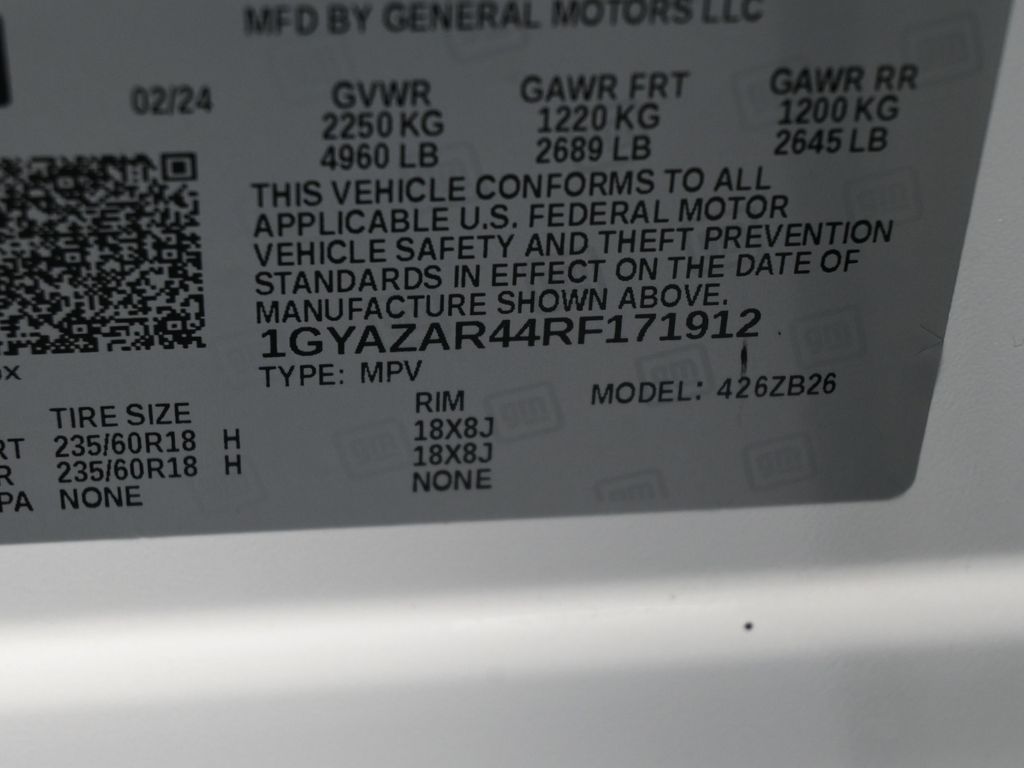 MFD BY GENERAL MOTORS LLC
02/24 GVWR GAWR FRT GAWR RR
2250 KG 1220 KG 1200 KG
4960 LB 2689 LB 2645 LB
THIS VEHICLE CONFORMS TO ALL
APPLICABLE U.S. FEDERAL MOTOR
VEHICLE SAFETY AND THEFT PREVENTION
STANDARDS IN EFFECT ON THE DATE OF
MANUFACTURE SHOWN ABOVE.
1GYAZAR44RF171912
TYPE: MPV MODEL: 426ZB26
TIRE SIZE RIM
RT 235/60R18 H 18X8J
R 235/60R18 H 18X8J
PA NONE NONE